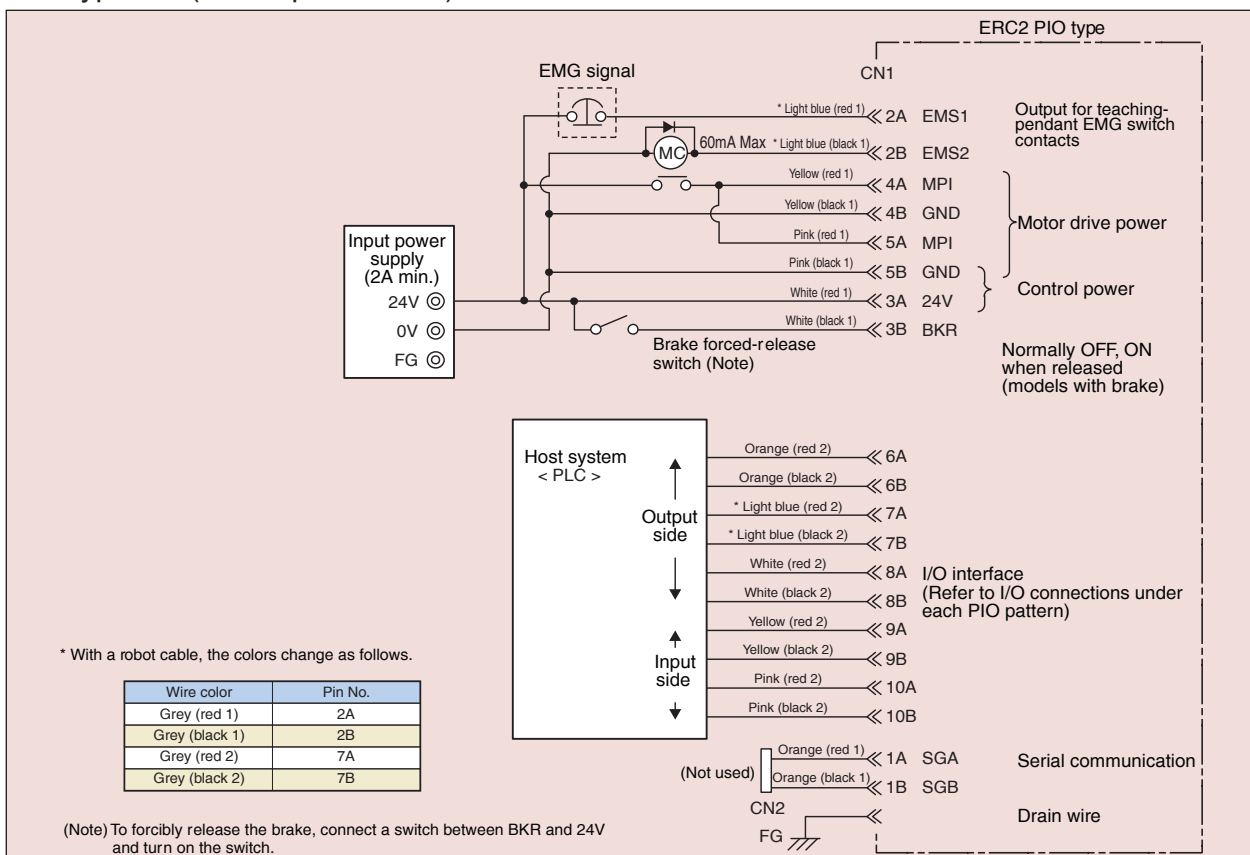 ERC2 PIO type
CN1
EMG signal
* Light blue (red 1)
2A EMS1
Output for teaching-
pendant EMG switch
contacts
MC
60mA Max
* Light blue (black 1)
2B EMS2
Yellow (red 1)
4A MPI
Yellow (black 1)
4B GND
Motor drive power
Pink (red 1)
5A MPI
Pink (black 1)
5B GND
Control power
White (red 1)
3A 24V
White (black 1)
3B BKR
Input power
supply
(2A min.)
24V
0V
FG
Brake forced-release
switch (Note)
Normally OFF, ON
when released
(models with brake)
Host system
< PLC >
Output
side
Input
side
Orange (red 2)
6A
Orange (black 2)
6B
* Light blue (red 2)
7A
* Light blue (black 2)
7B
White (red 2)
8A
White (black 2)
8B
Yellow (red 2)
9A
Yellow (black 2)
9B
Pink (red 2)
10A
Pink (black 2)
10B
I/O interface
(Refer to I/O connections under
each PIO pattern)
* With a robot cable, the colors change as follows.
Wire color Pin No.
Grey (red 1) 2A
Grey (black 1) 2B
Grey (red 2) 7A
Grey (black 2) 7B
(Not used)
Orange (red 1)
1A SGA
Orange (black 1)
1B SGB
Serial communication
CN2
FG
Drain wire
(Note) To forcibly release the brake, connect a switch between BKR and 24V
and turn on the switch.